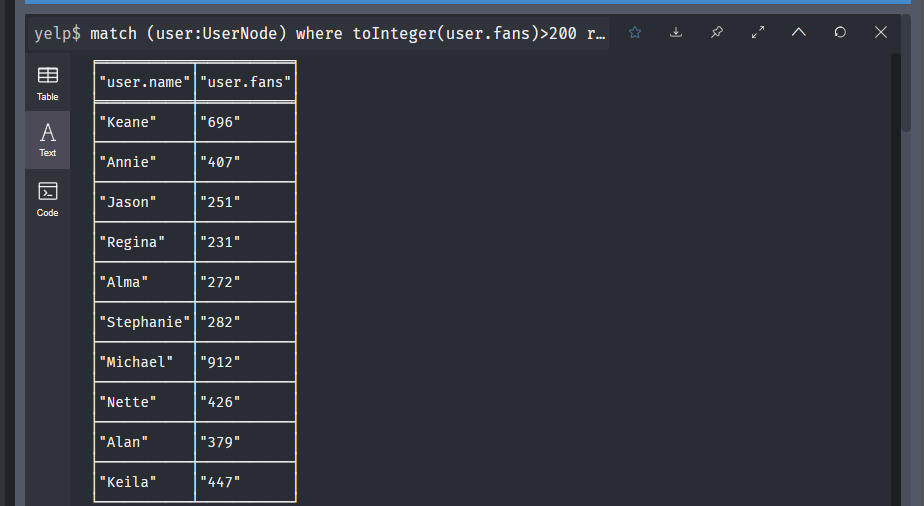 yelp$ match (user:UserNode) where toInteger(user.fans)>200 r…
Table
Text
Code
"user.name" "user.fans"
"Keane" "696"
"Annie" "407"
"Jason" "251"
"Regina" "231"
"Alma" "272"
"Stephanie" "282"
"Michael" "912"
"Nette" "426"
"Alan" "379"
"Keila" "447"